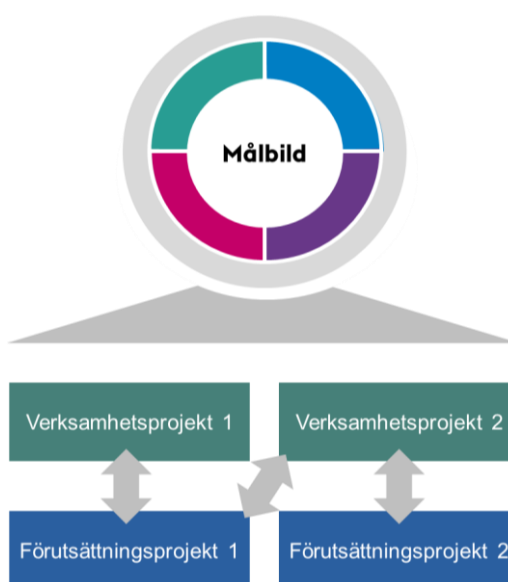 Målbild
Verksamhetsprojekt 1
Verksamhetsprojekt 2
Förutsättningsprojekt 1
Förutsättningsprojekt 2